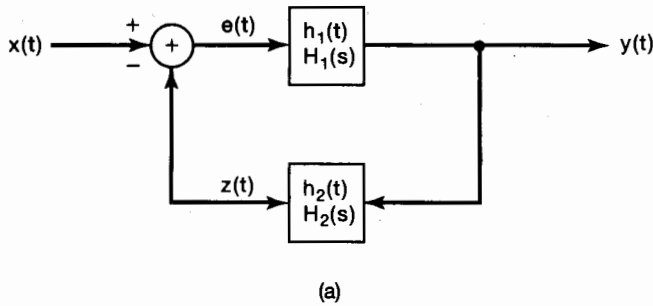 x(t)
+
−
+
e(t)
h₁(t)
H₁(s)
y(t)
z(t)
h₂(t)
H₂(s)
(a)